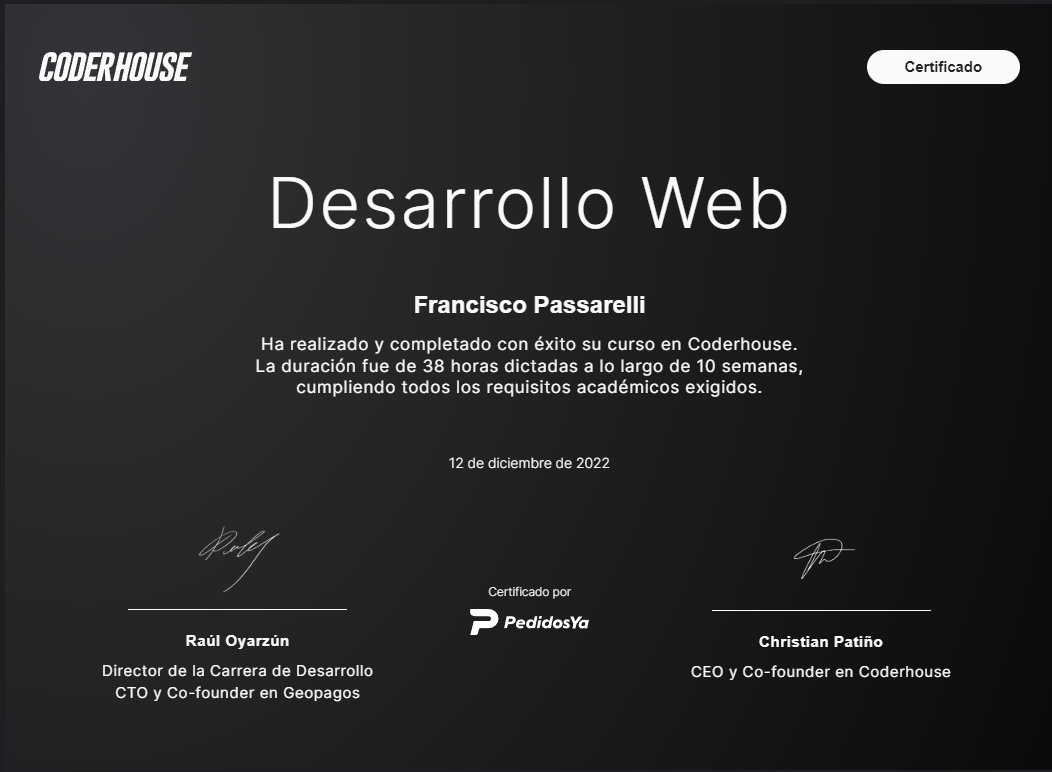 CODERHOUSE
Certificado
Desarrollo Web
Francisco Passarelli
Ha realizado y completado con éxito su curso en Coderhouse.
La duración fue de 38 horas dictadas a lo largo de 10 semanas,
cumpliendo todos los requisitos académicos exigidos.
12 de diciembre de 2022
Certificado por
PedidosYa
Raúl Oyarzún
Director de la Carrera de Desarrollo
CTO y Co-founder en Geopagos
Christian Patiño
CEO y Co-founder en Coderhouse